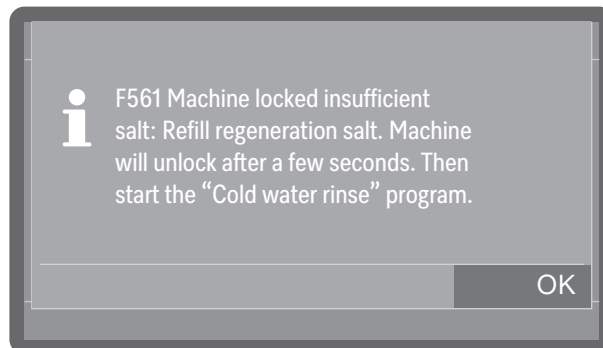 F561 Machine locked insufficient
salt: Refill regeneration salt. Machine
will unlock after a few seconds. Then
start the “Cold water rinse” program.
OK